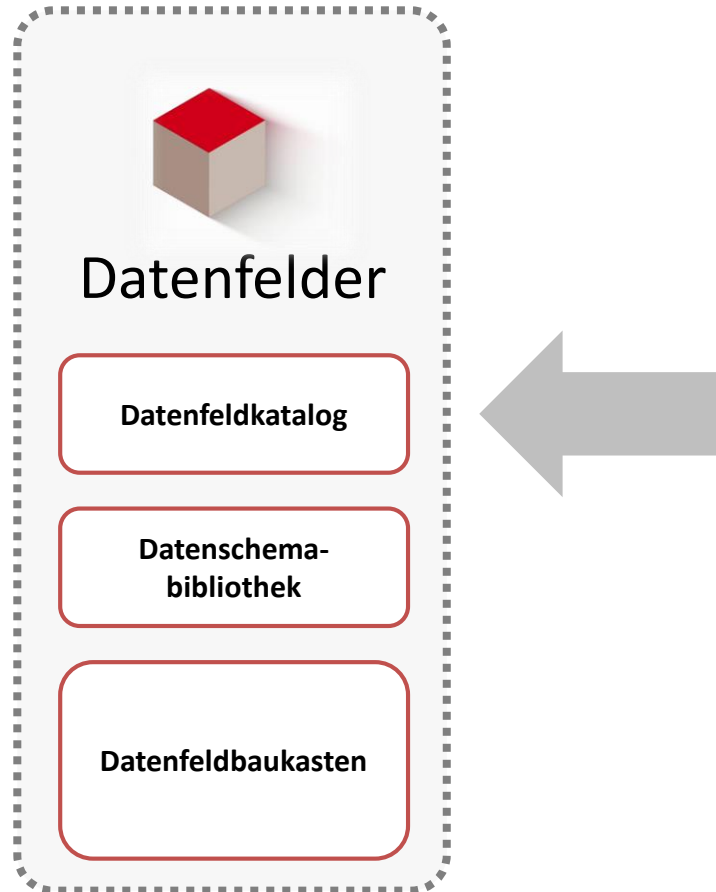 Datenfelder
Datenfeldkatalog
Datenschema-
bibliothek
Datenfeldbaukasten